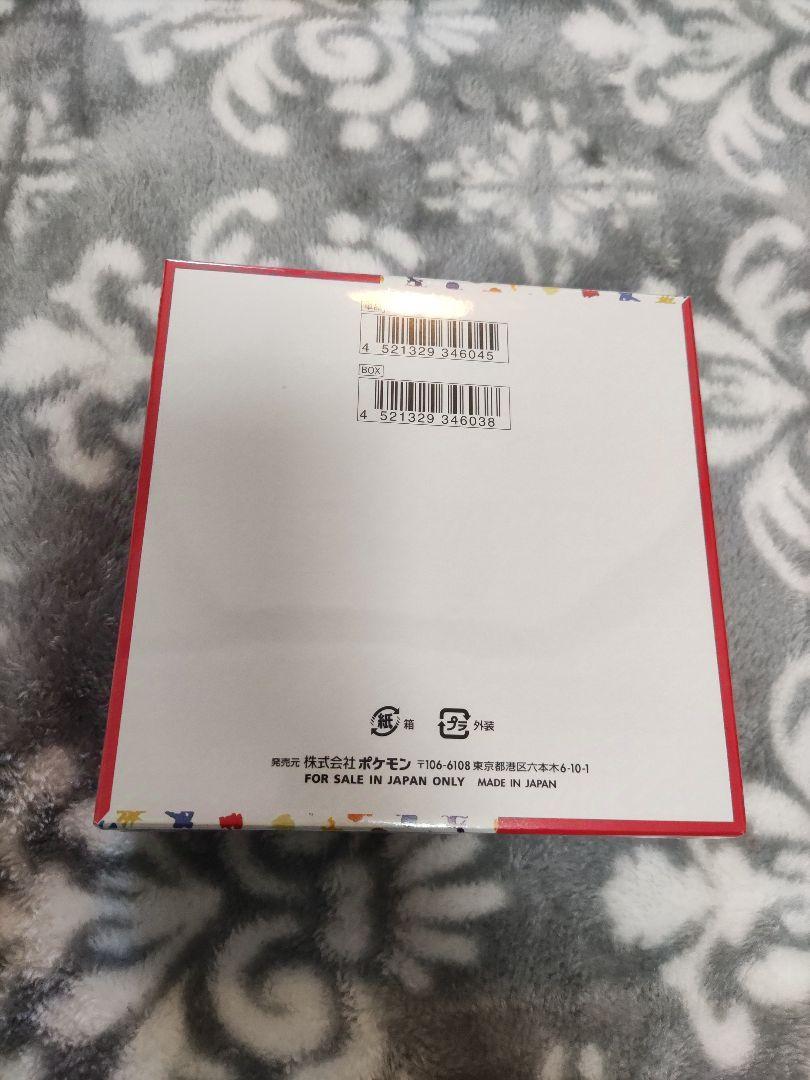 4 521329 346045
BOX
4 521329 346038
紙 箱 プラ 外装
発売元 株式会社 ポケモン 〒106-6108 東京都港区六本木6-10-1
FOR SALE IN JAPAN ONLY MADE IN JAPAN